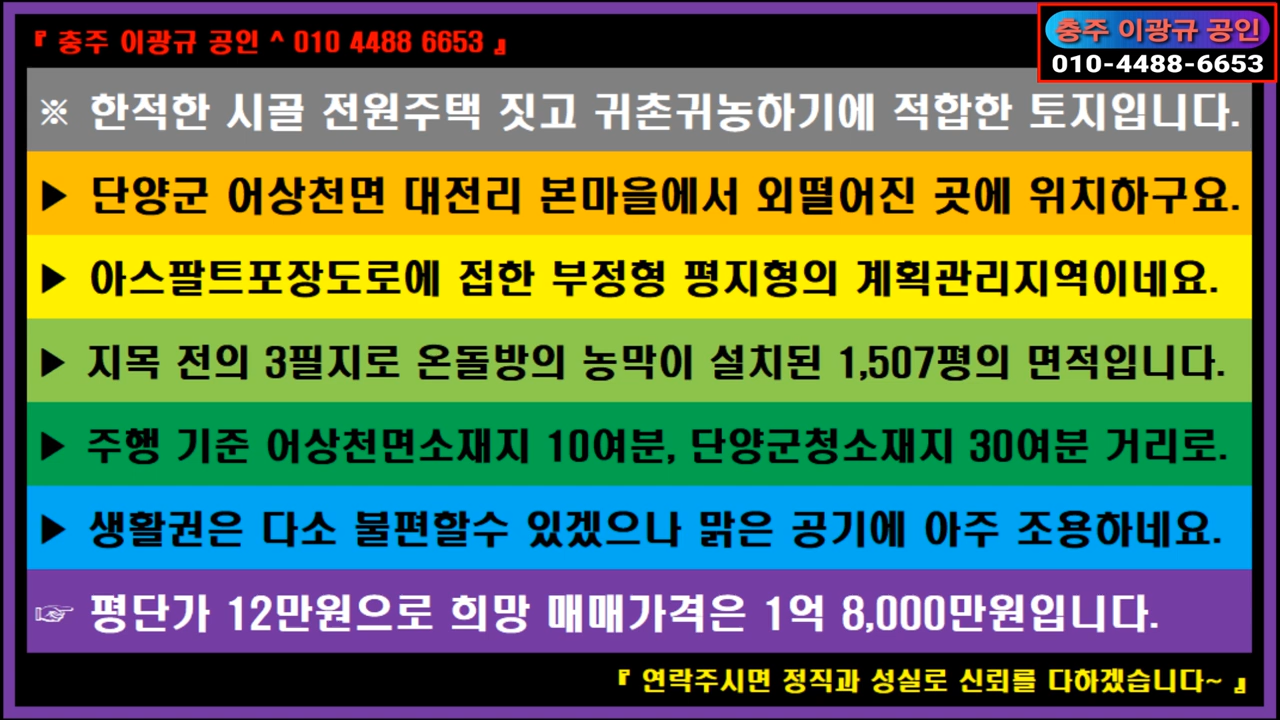 『 충주 이광규 공인 ^ 010 4488 6653 』
충주 이광규 공인
010-4488-6653
※ 한적한 시골 전원주택 짓고 귀촌귀농하기에 적합한 토지입니다.
▶ 단양군 어상천면 대전리 본마을에서 외떨어진 곳에 위치하구요.
▶ 아스팔트포장도로에 접한 부정형 평지형의 계획관리지역이네요.
▶ 지목 전의 3필지로 온돌방의 농막이 설치된 1,507평의 면적입니다.
▶ 주행 기준 어상천면소재지 10여분, 단양군청소재지 30여분 거리로.
▶ 생활권은 다소 불편할수 있겠으나 맑은 공기에 아주 조용하네요.
☞ 평단가 12만원으로 희망 매매가격은 1억 8,000만원입니다.
『 연락주시면 정직과 성실로 신뢰를 다하겠습니다~ 』